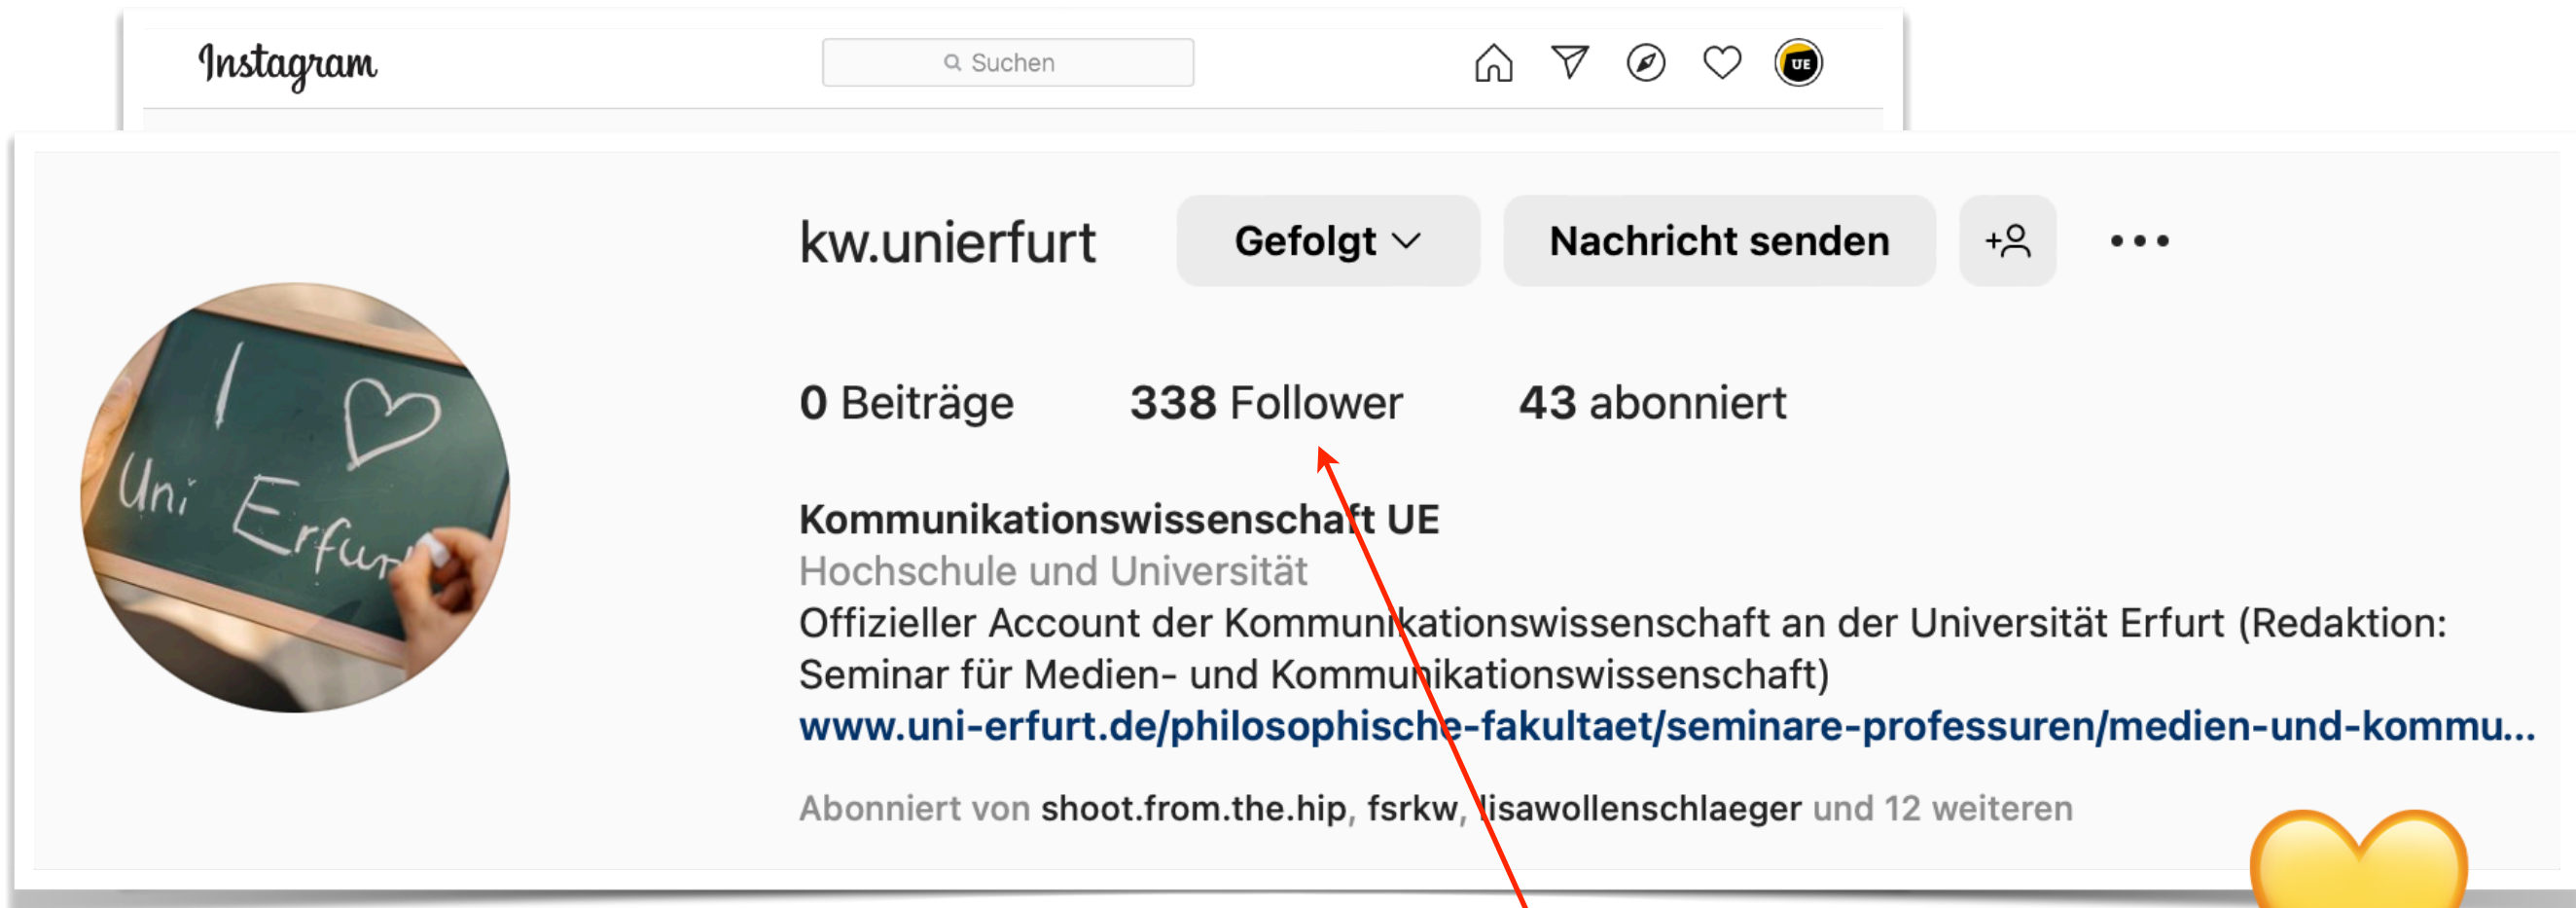 Instagram
Suchen
UE
kw.unierfurt Gefolgt Nachricht senden
0 Beiträge 338 Follower 43 abonniert
I
Uni Erfurt
Kommunikationswissenschaft UE
Hochschule und Universität
Offizieller Account der Kommunikationswissenschaft an der Universität Erfurt (Redaktion:
Seminar für Medien- und Kommunikationswissenschaft)
www.uni-erfurt.de/philosophische-fakultaet/seminare-professuren/medien-und-kommu...
Abonniert von shoot.from.the.hip, fsrkw, lisawollenschlaeger und 12 weiteren